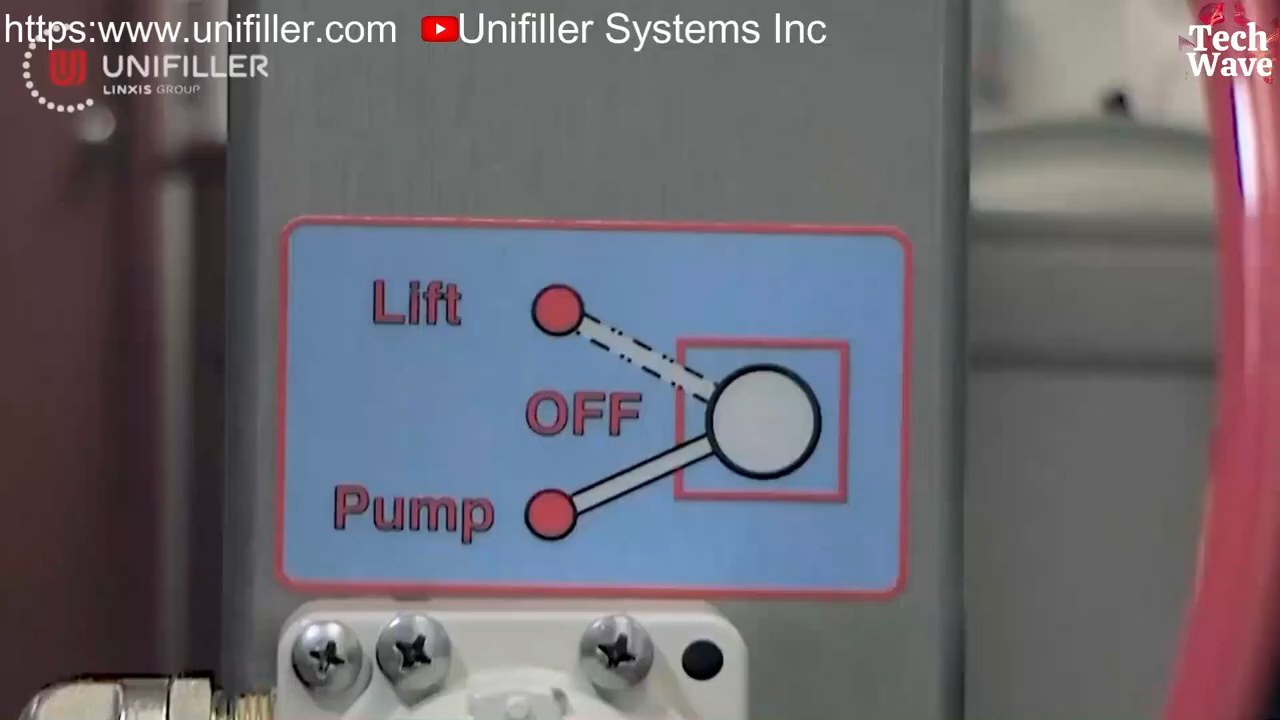 https:www.unifiller.com Unifiller Systems Inc
Tech
Wave
UNIFILLER
LINXIS GROUP
Lift
OFF
Pump